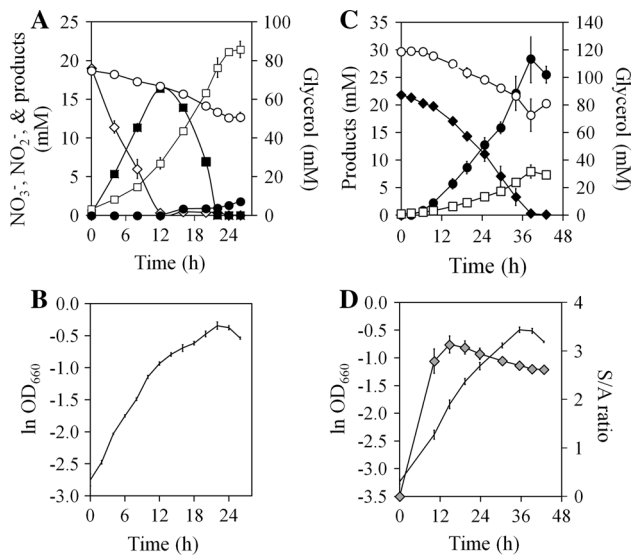 A
NO₃⁻, NO₂⁻, & products
(mM)
25
20
15
10
5
0
100
80
60
40
20
0
Glycerol (mM)
0 6 12 18 24
Time (h)
C
Products (mM)
35
30
25
20
15
10
5
0
140
120
100
80
60
40
20
0
Glycerol (mM)
0 12 24 36 48
Time (h)
B
ln OD₆₆₀
0.0
-0.5
-1.0
-1.5
-2.0
-2.5
-3.0
0 6 12 18 24
Time (h)
D
ln OD₆₆₀
0.0
-0.5
-1.0
-1.5
-2.0
-2.5
-3.0
-3.5
4
3
2
1
0
S/A ratio
0 12 24 36 48
Time (h)